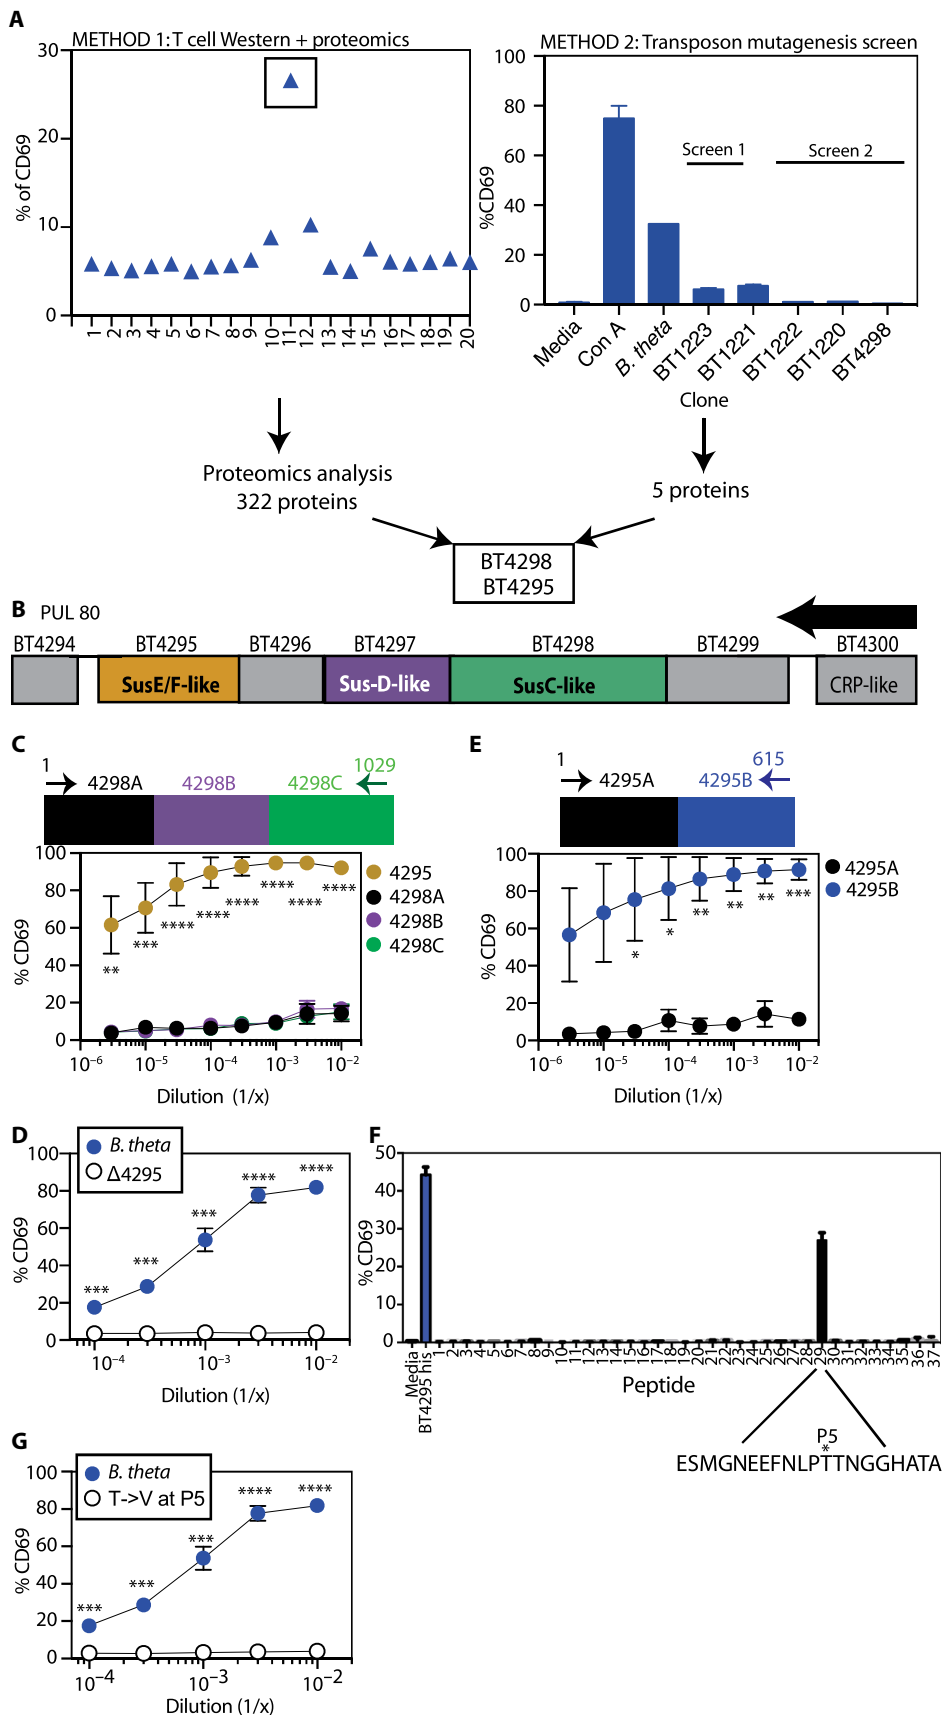 A
METHOD 1: T cell Western + proteomics
% of CD69
30
20
10
0
1 2 3 4 5 6 7 8 9 10 11 12 13 14 15 16 17 18 19 20
METHOD 2: Transposon mutagenesis screen
%CD69
100
80
60
40
20
0
Screen 1
Screen 2
Media
Con A
B. theta
BT1223
BT1221
BT1222
BT1220
BT4298
Clone
Proteomics analysis
322 proteins
5 proteins
BT4298
BT4295
B
PUL 80
BT4294 BT4295 BT4296 BT4297 BT4298 BT4299 BT4300
SusE/F-like Sus-D-like SusC-like CRP-like
C
1 1029
4298A 4298B 4298C
% CD69
100
80
60
40
20
0
** *** **** **** **** **** **** ****
4295
4298A
4298B
4298C
10⁻⁶ 10⁻⁵ 10⁻⁴ 10⁻³ 10⁻²
Dilution (1/x)
E
1 615
4295A 4295B
% CD69
100
80
60
40
20
0
* * ** ** ** ***
4295A
4295B
10⁻⁶ 10⁻⁵ 10⁻⁴ 10⁻³ 10⁻²
Dilution (1/x)
D
B. theta
Δ4295
% CD69
100
80
60
40
20
0
*** *** *** **** ****
10⁻⁴ 10⁻³ 10⁻²
Dilution (1/x)
F
% CD69
50
40
30
20
10
0
Media
BT4295 his
1 2 3 4 5 6 7 8 9 10 11 12 13 14 15 16 17 18 19 20 21 22 23 24 25 26 27 28 29 30 31 32 33 34 35 36 37
Peptide
P5
*
ESMGNEEFNLPTTNGGHATA
G
B. theta
T->V at P5
% CD69
100
80
60
40
20
0
*** *** *** **** ****
10⁻⁴ 10⁻³ 10⁻²
Dilution (1/x)